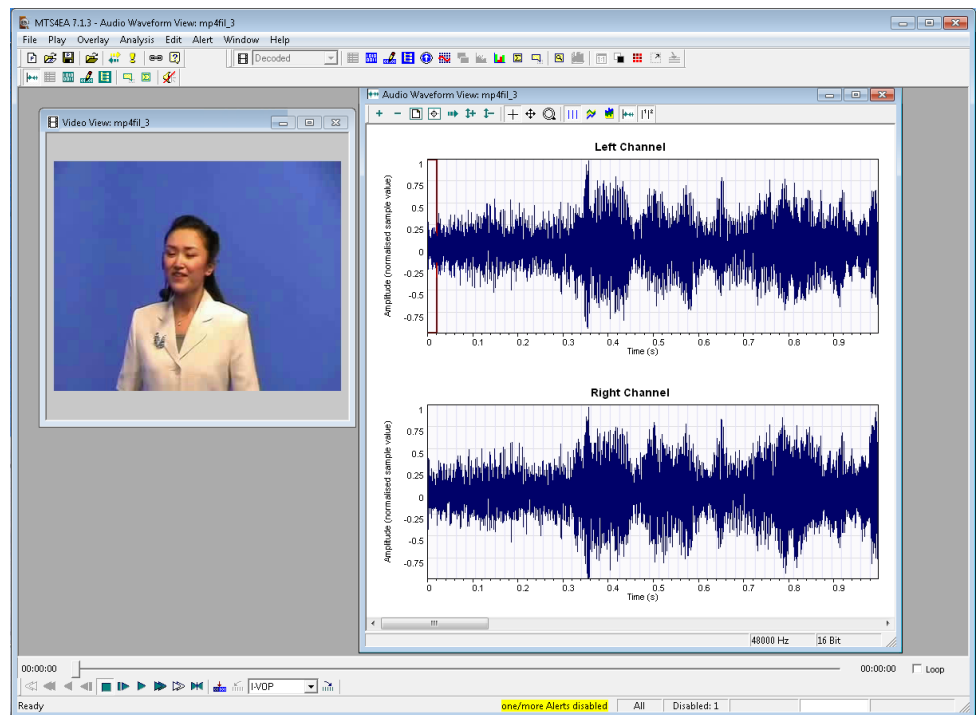 MTS4EA 7.1.3 - Audio Waveform View: mp4fil_3
File Play Overlay Analysis Edit Alert Window Help
Decoded
Video View: mp4fil_3
Audio Waveform View: mp4fil_3
Left Channel
Amplitude (normalised sample value)
1
0.75
0.5
0.25
0
-0.25
-0.5
-0.75
0 0.1 0.2 0.3 0.4 0.5 0.6 0.7 0.8 0.9
Time (s)
Right Channel
Amplitude (normalised sample value)
1
0.75
0.5
0.25
0
-0.25
-0.5
-0.75
0 0.1 0.2 0.3 0.4 0.5 0.6 0.7 0.8 0.9
Time (s)
48000 Hz 16 Bit
00:00:00 00:00:00 Loop
I-VOP
Ready one/more Alerts disabled All Disabled: 1